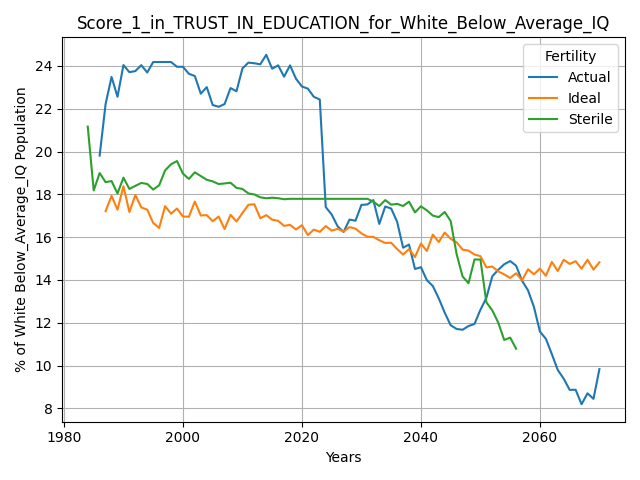 Score_1_in_TRUST_IN_EDUCATION_for_White_Below_Average_IQ
Fertility
Actual
Ideal
Sterile
% of White Below_Average_IQ Population
24
22
20
18
16
14
12
10
8
1980
2000
2020
2040
2060
Years